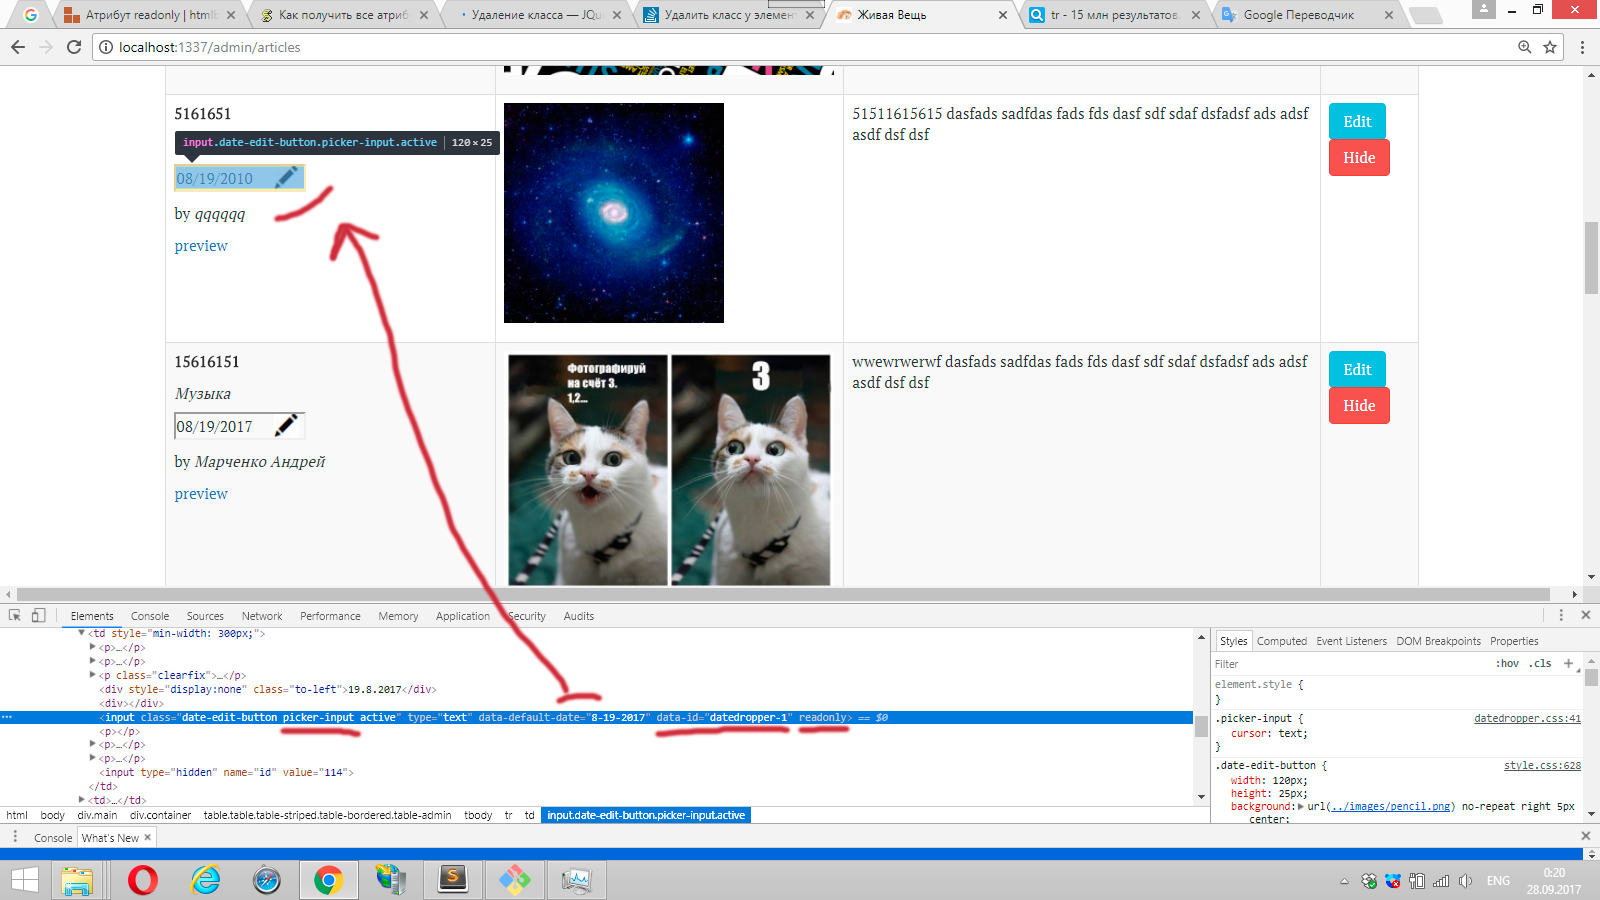 Атрибут readonly | htmlb
Как получить все атриб
Удаление класса — JQu
Удалить класс у элемен
Живая Вещь
tr - 15 млн результатов
Google Переводчик
localhost:1337/admin/articles
5161651
input.date-edit-button.picker-input.active | 120 × 25
08/19/2010
by qqqqqq
preview
51511615615 dasfads sadfdas fads fds dasf sdf sdaf dsfadsf ads adsf
asdf dsf dsf
Edit
Hide
15616151
Музыка
08/19/2017
by Марченко Андрей
preview
Фотографируй
на счёт 3.
1,2...
3
wwewrwerwf dasfads sadfdas fads fds dasf sdf sdaf dsfadsf ads adsf
asdf dsf dsf
Edit
Hide
Elements Console Sources Network Performance Memory Application Security Audits
<td style="min-width: 300px;">
<p>…</p>
<p>…</p>
<p class="clearfix">…</p>
<div style="display:none" class="to-left">19.8.2017</div>
<div></div>
<input class="date-edit-button picker-input active" type="text" data-default-date="8-19-2017" data-id="datedropper-1" readonly> == $0
<p></p>
<p>…</p>
<p>…</p>
<input type="hidden" name="id" value="114">
</td>
<td>…</td>
html body div.main div.container table.table.table-striped.table-bordered.table-admin tbody tr td input.date-edit-button.picker-input.active
Styles Computed Event Listeners DOM Breakpoints Properties
Filter :hov .cls +
element.style {
}
.picker-input { datedropper.css:41
cursor: text;
}
.date-edit-button { style.css:628
width: 120px;
height: 25px;
background: url(../images/pencil.png) no-repeat right 5px
center;
Console What's New
ENG
0:20
28.09.2017